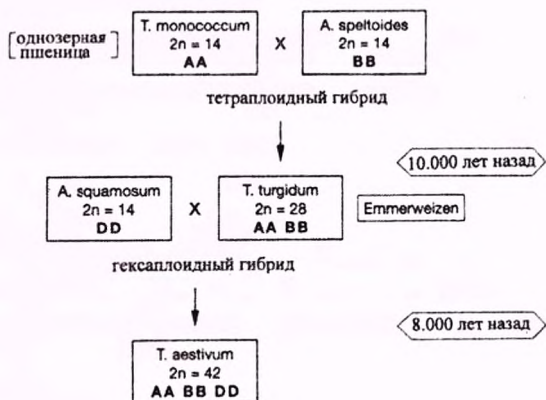 однозерная
пшеница
T. monococcum
2n = 14
AA
X
A. speltoides
2n = 14
BB
тетраплоидный гибрид
10.000 лет назад
A. squamosum
2n = 14
DD
X
T. turgidum
2n = 28
AA BB
Emmerweizen
гексаплоидный гибрид
8.000 лет назад
T. aestivum
2n = 42
AA BB DD